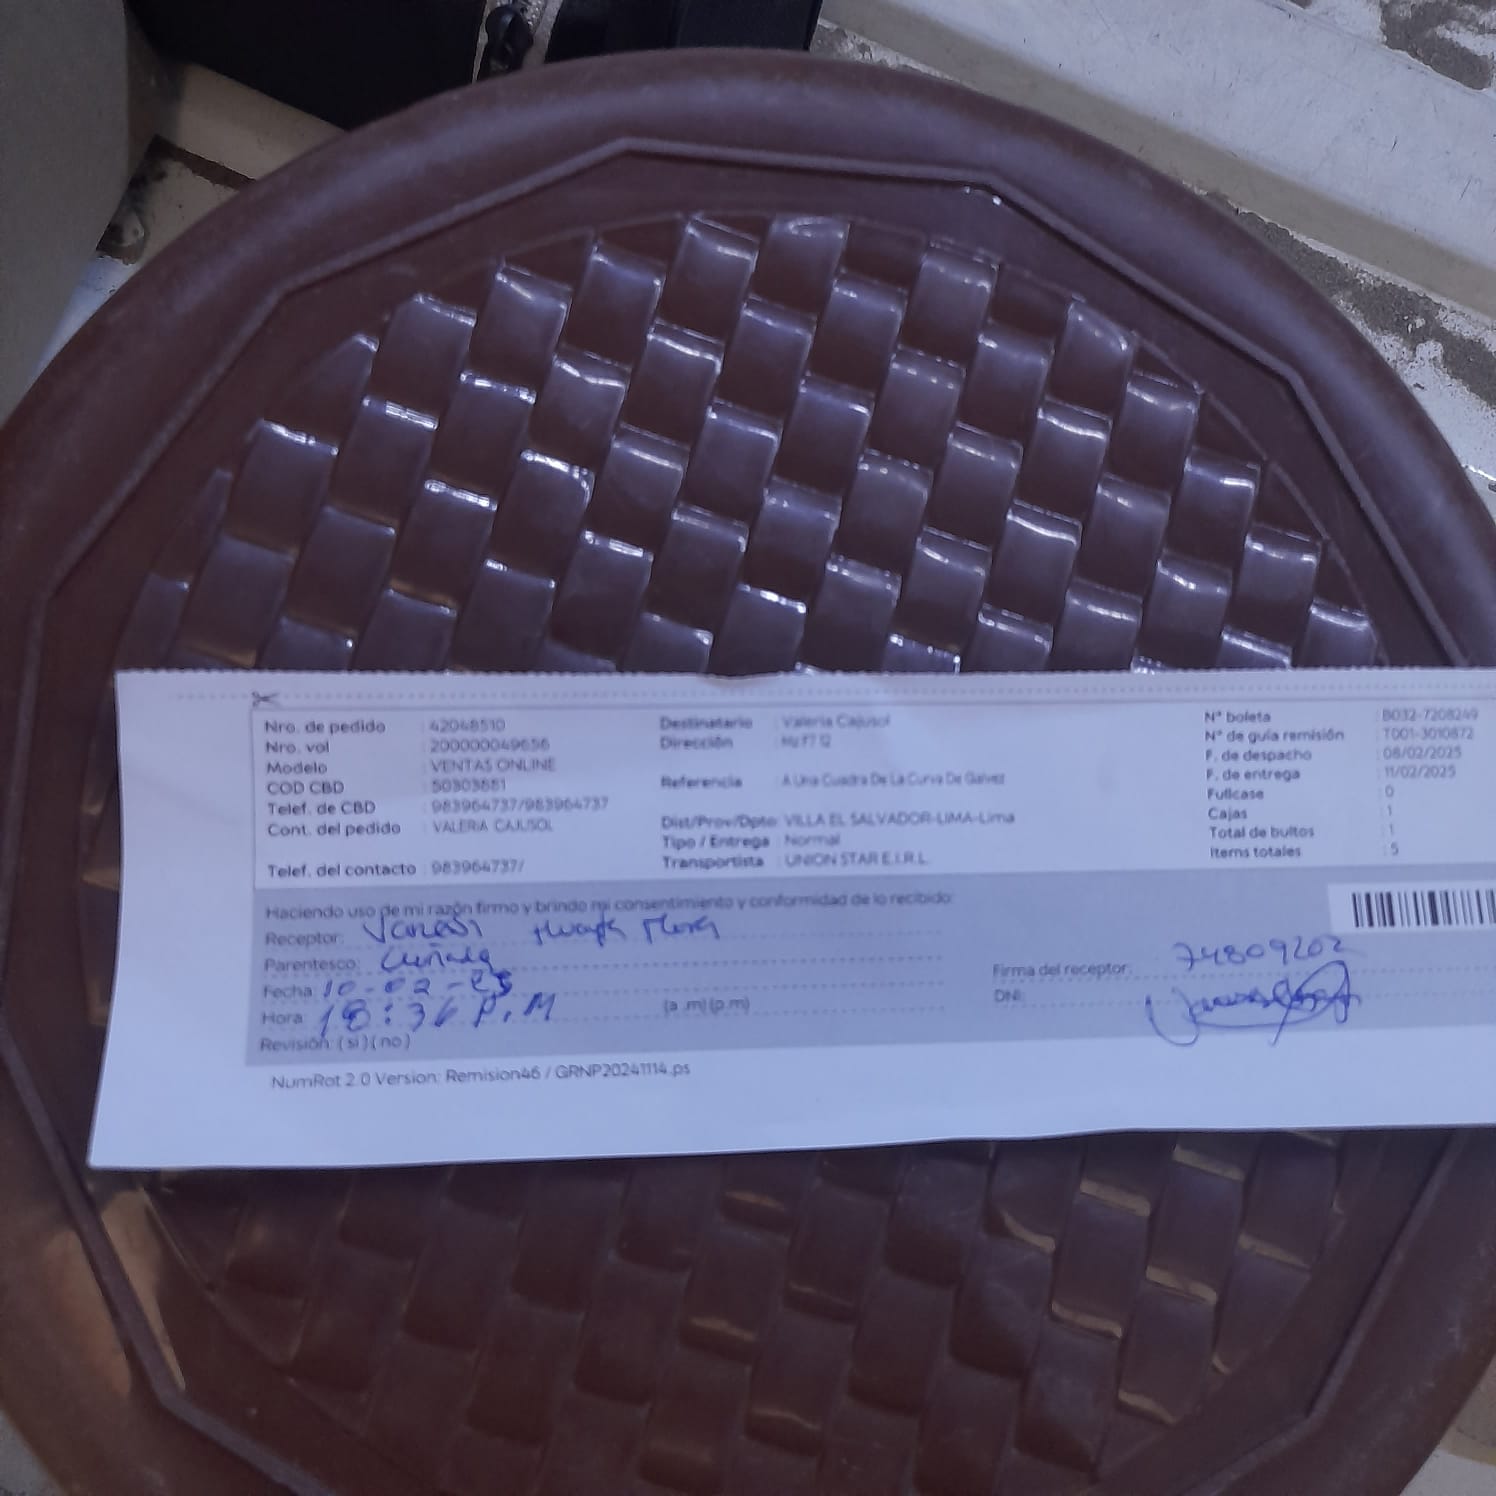 Nro. de pedido : 42048510
Nro. vol : 200000049656
Modelo : VENTAS ONLINE
COD CBD : 50303681
Telef. de CBD : 983964737/983964737
Cont. del pedido : VALERIA CAJUSOL
Telef. del contacto : 983964737/
Destinatario : Valeria Cajusol
Dirección : Mz f7 12
Referencia : A Una Cuadra De La Curva De Galvez
Dist/Prov/Dpto: VILLA EL SALVADOR-LIMA-Lima
Tipo / Entrega : Normal
Transportista : UNION STAR E.I.R.L.
N° boleta : B032-7208249
N° de guía remisión : T001-3010872
F. de despacho : 08/02/2025
F. de entrega : 11/02/2025
Fullcase : 0
Cajas : 1
Total de bultos : 1
Items totales : 5
Haciendo uso de mi razón firmo y brindo mi consentimiento y conformidad de lo recibido:
Receptor:
Parentesco: Cuñada
Fecha: 10-02-25
Hora: 18:36 P.M (a .m) (p.m)
Revisión: ( si ) ( no )
Firma del receptor: 74809202
DNI:
NumRot 2.0 Version: Remision46 / GRNP20241114.ps